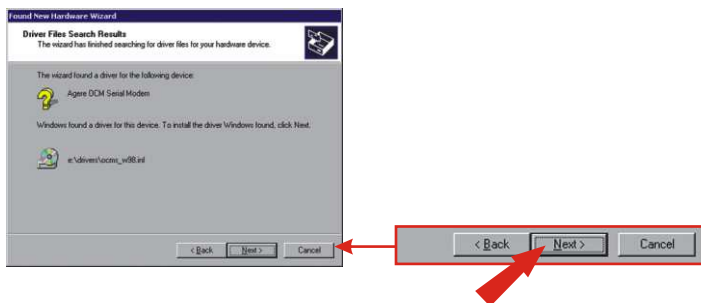 Found New Hardware Wizard
Driver Files Search Results
The wizard has finished searching for driver files for your hardware device.
The wizard found a driver for the following device:
Agere OCM Serial Modem
Windows found a driver for this device. To install the driver Windows found, click Next.
e:\drivers\ocms_w98.inf
< Back Next > Cancel
< Back Next > Cancel